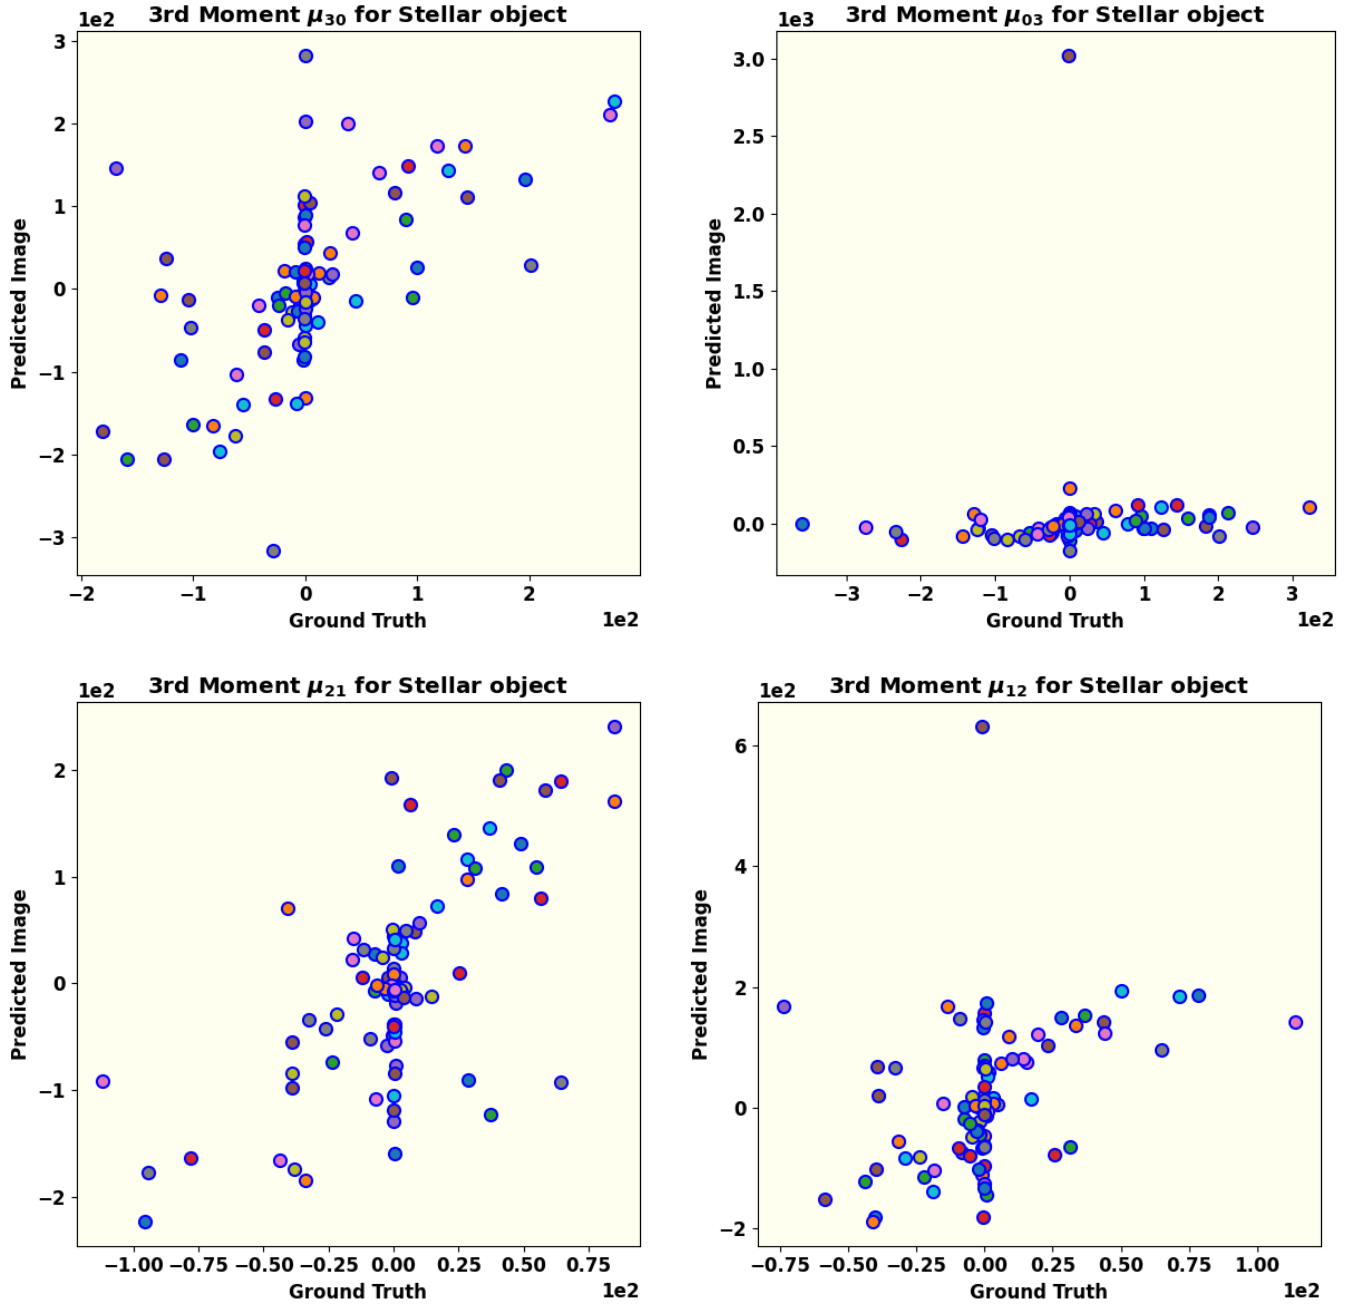 3rd Moment μ30 for Stellar object
1e2
3
2
1
0
−1
−2
−3
Predicted Image
−2 −1 0 1 2
Ground Truth
1e2
3rd Moment μ03 for Stellar object
1e3
3.0
2.5
2.0
1.5
1.0
0.5
0.0
Predicted Image
−3 −2 −1 0 1 2 3
Ground Truth
1e2
3rd Moment μ21 for Stellar object
1e2
2
1
0
−1
−2
Predicted Image
−1.00 −0.75 −0.50 −0.25 0.00 0.25 0.50 0.75
Ground Truth
1e2
3rd Moment μ12 for Stellar object
1e2
6
4
2
0
−2
Predicted Image
−0.75 −0.50 −0.25 0.00 0.25 0.50 0.75 1.00
Ground Truth
1e2